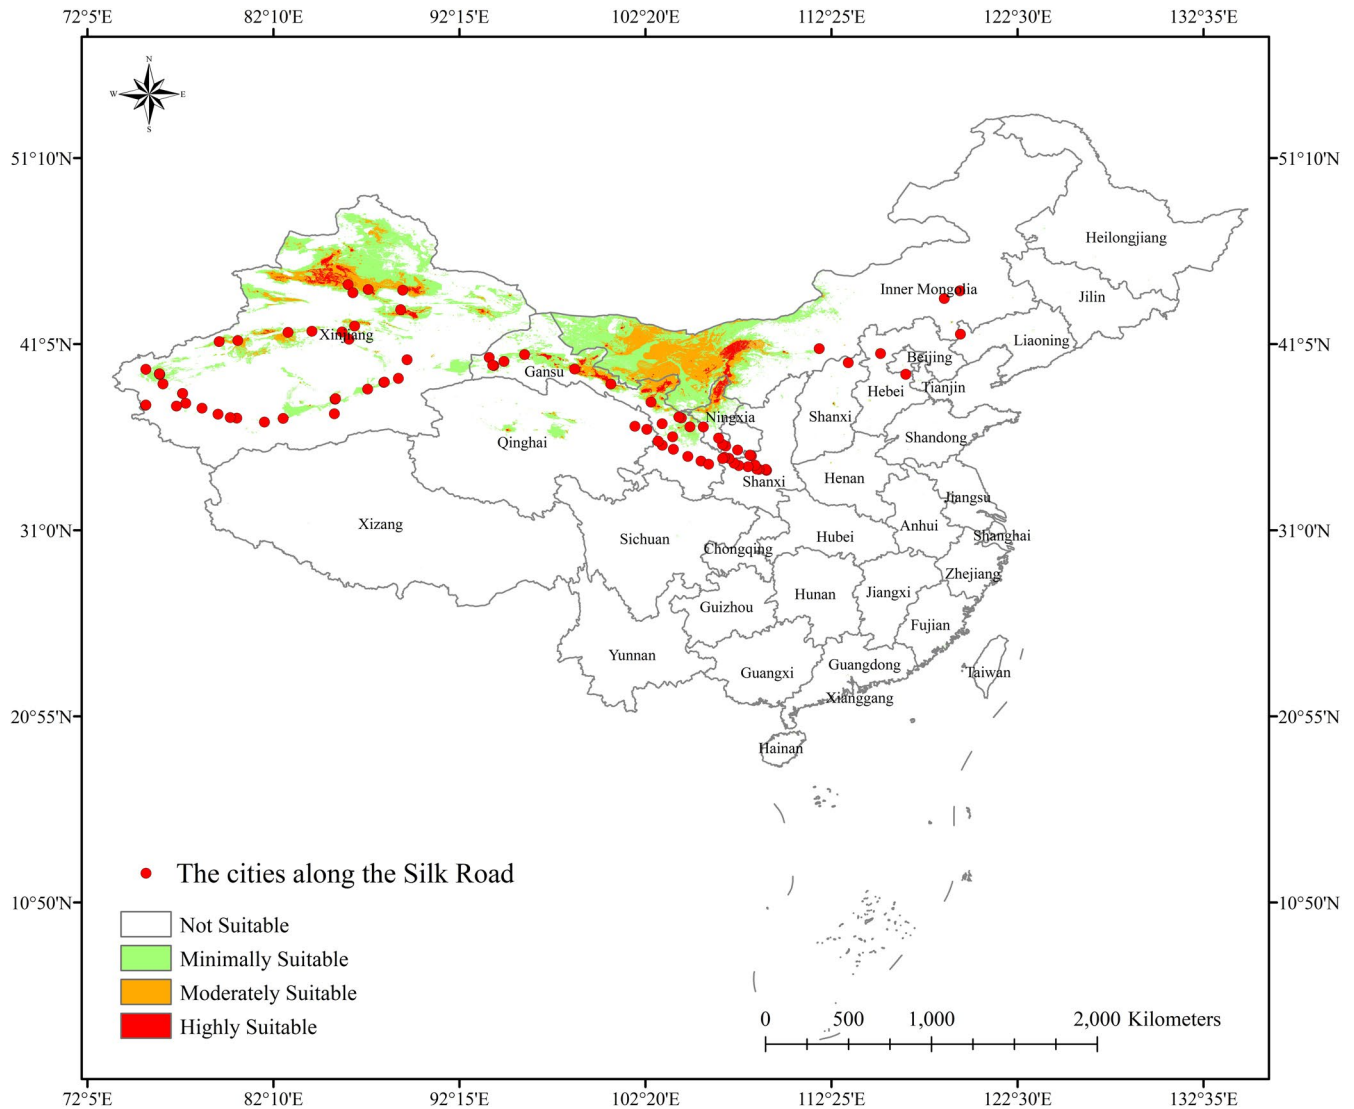 72°5'E 82°10'E 92°15'E 102°20'E 112°25'E 122°30'E 132°35'E
N
W E
S
51°10'N 51°10'N
Heilongjiang
Inner Mongolia
Jilin
41°5'N Xinjiang Liaoning 41°5'N
Beijing
Gansu
Hebei Tianjin
Ningxia Shanxi
Qinghai Shandong
Shanxi Henan
Jiangsu
Xizang Anhui
31°0'N Sichuan Hubei Shanghai 31°0'N
Chongqing
Zhejiang
Guizhou Hunan Jiangxi
Fujian
Yunnan Guangxi Guangdong
Taiwan
Xianggang
20°55'N 20°55'N
Hainan
The cities along the Silk Road
10°50'N 10°50'N
Not Suitable
Minimally Suitable
Moderately Suitable
Highly Suitable
0 500 1,000 2,000 Kilometers
72°5'E 82°10'E 92°15'E 102°20'E 112°25'E 122°30'E 132°35'E